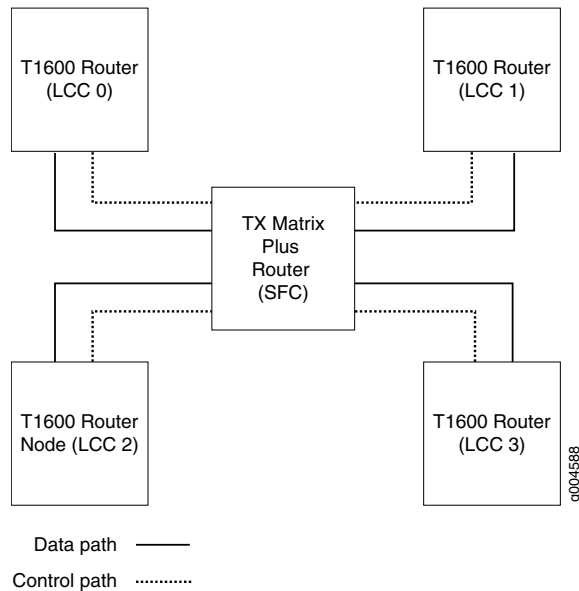 T1600 Router
(LCC 0)
T1600 Router
(LCC 1)
TX Matrix
Plus
Router
(SFC)
T1600 Router
Node (LCC 2)
T1600 Router
(LCC 3)
g004588
Data path
Control path